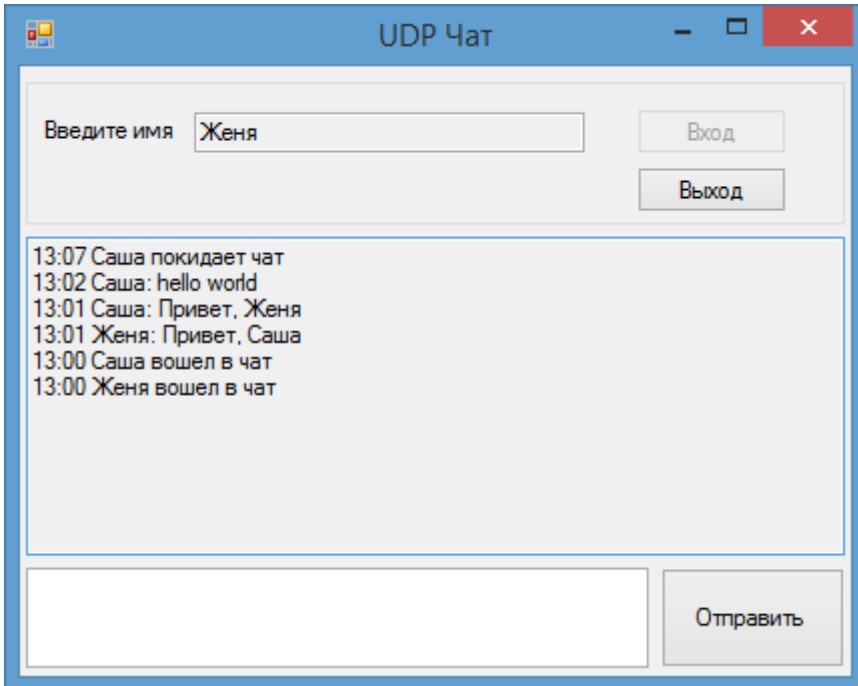 UDP Чат
Введите имя Женя Вход
Выход
13:07 Саша покидает чат
13:02 Саша: hello world
13:01 Саша: Привет, Женя
13:01 Женя: Привет, Саша
13:00 Саша вошел в чат
13:00 Женя вошел в чат
Отправить